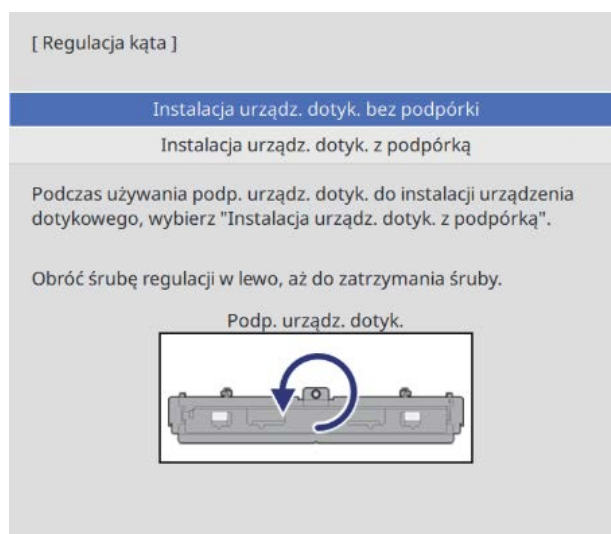 [ Regulacja kąta ]
Instalacja urządz. dotyk. bez podpórki
Instalacja urządz. dotyk. z podpórką
Podczas używania podp. urządz. dotyk. do instalacji urządzenia
dotykowego, wybierz "Instalacja urządz. dotyk. z podpórką".
Obróć śrubę regulacji w lewo, aż do zatrzymania śruby.
Podp. urządz. dotyk.